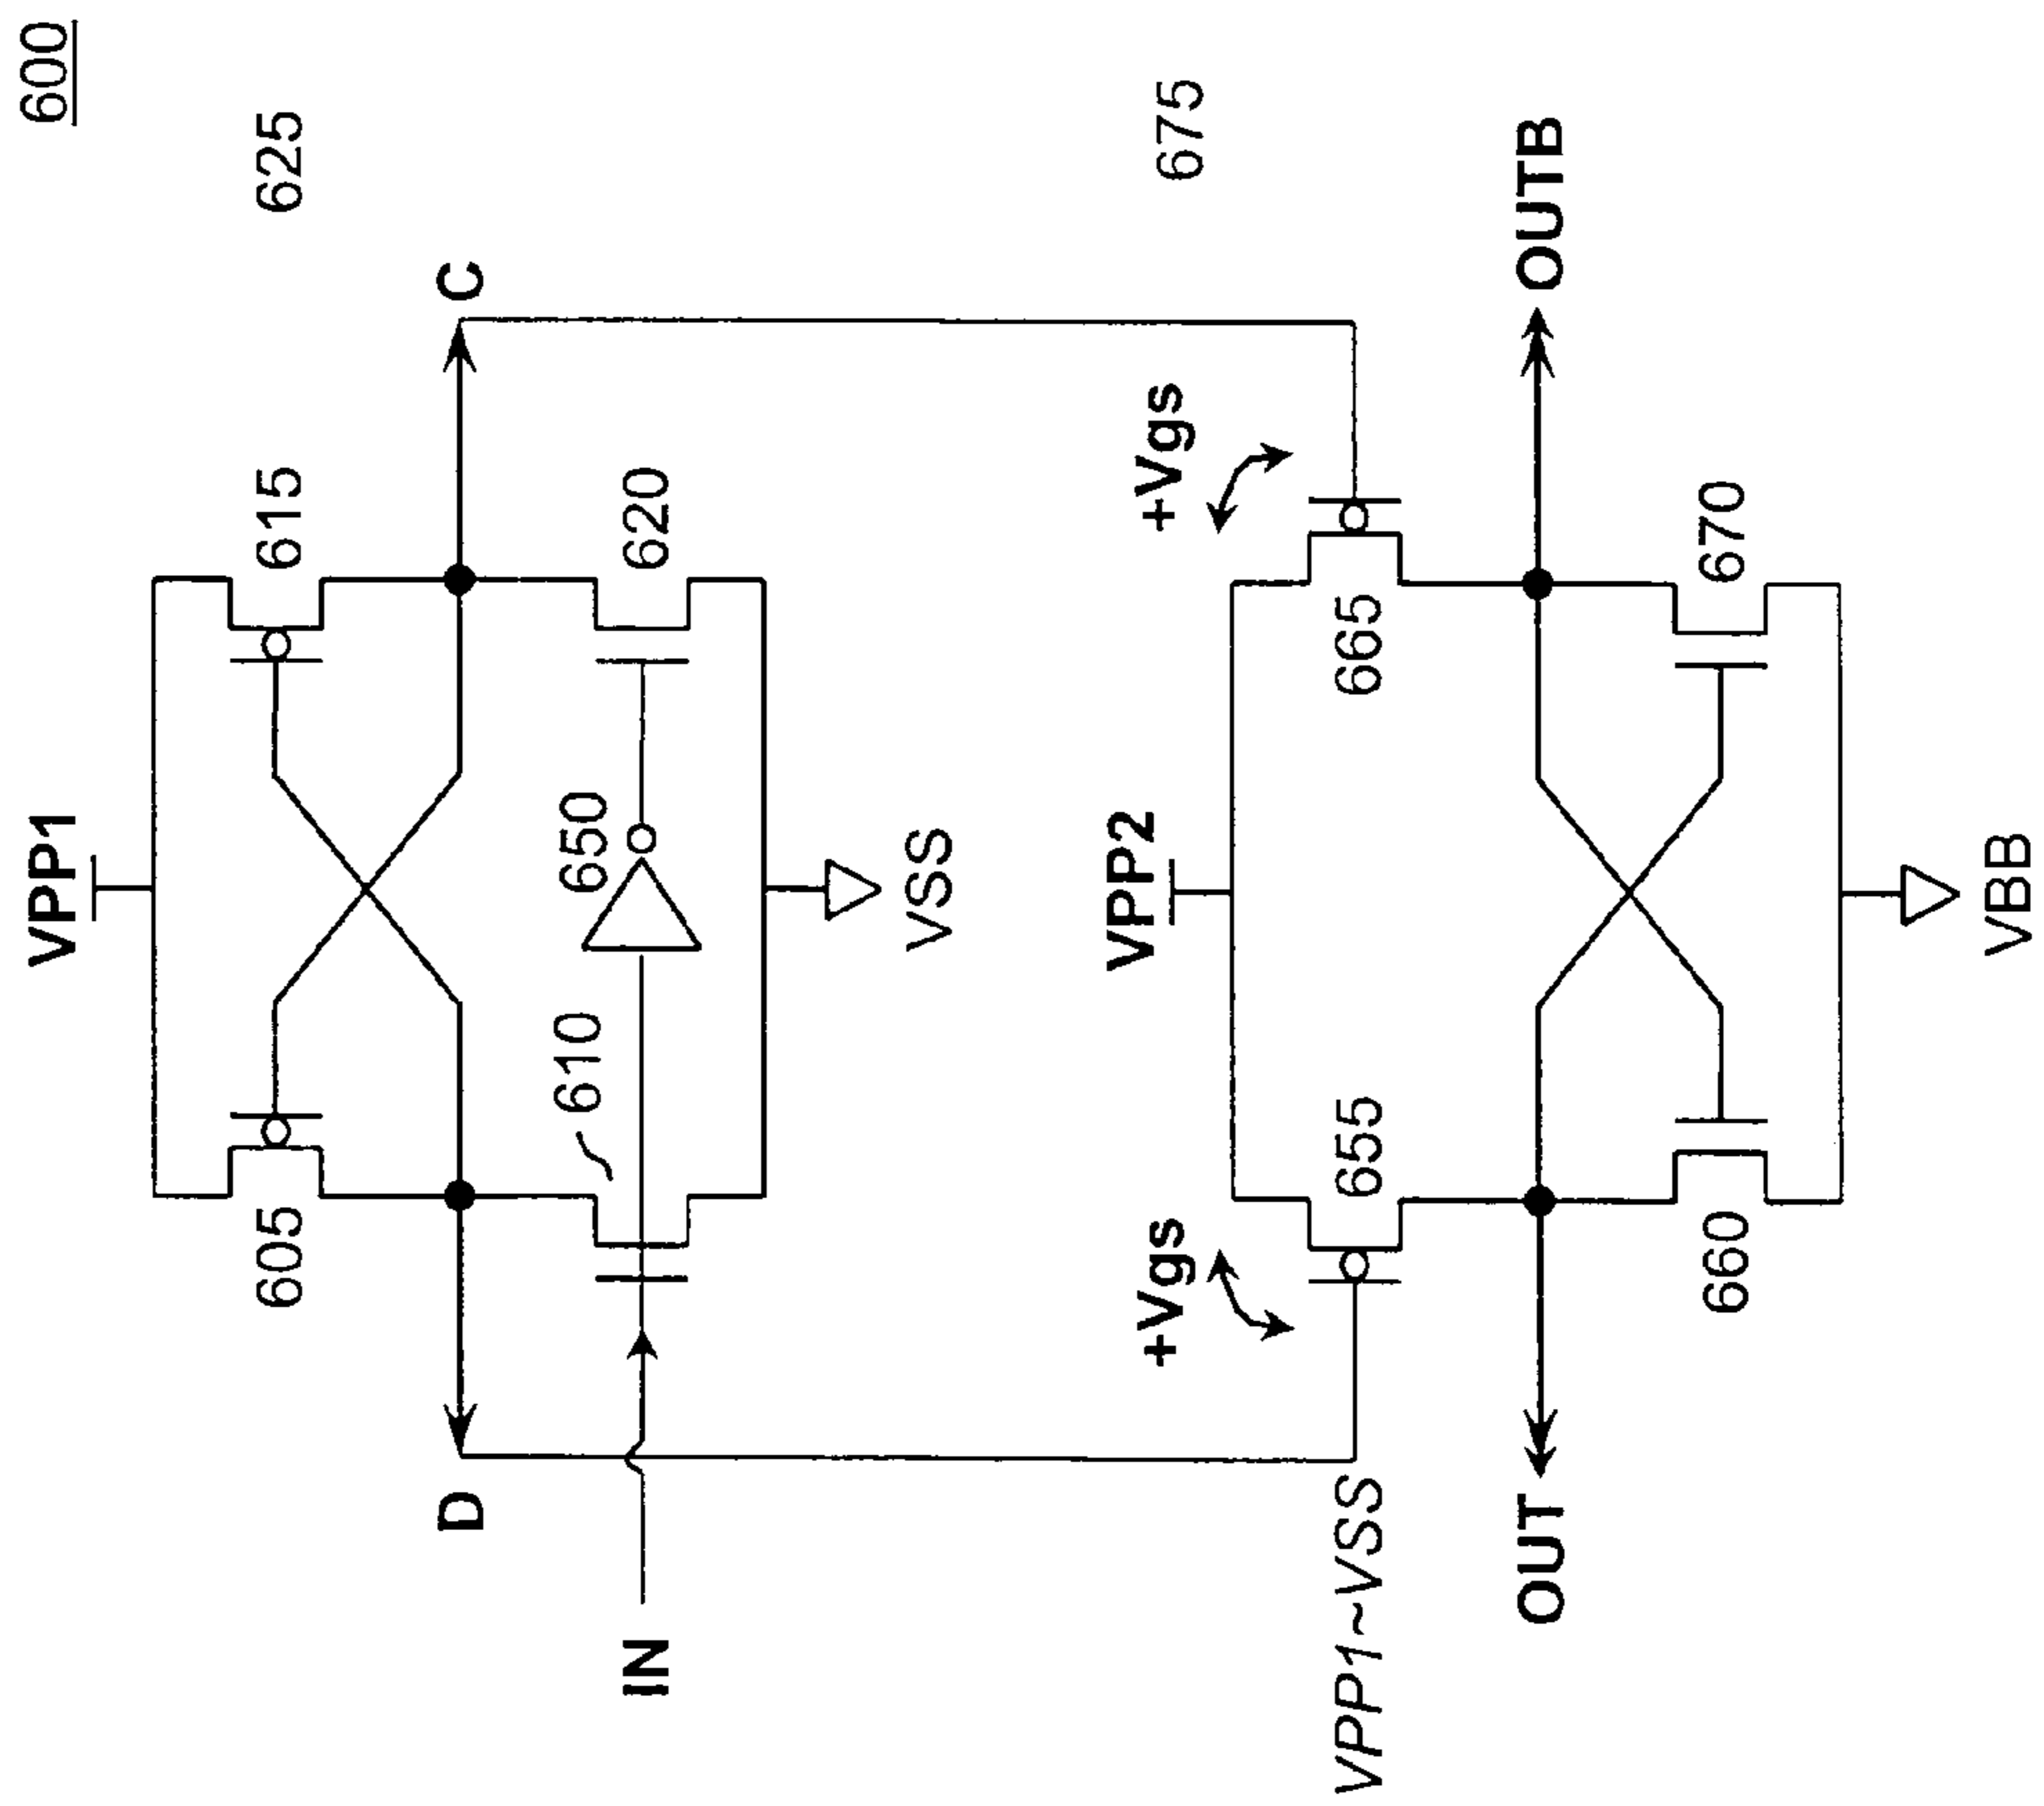 600
VPP1
625
605
615
D
C
610
650
620
IN
VSS
VPP2
675
+Vgs
+Vgs
VPP1~VSS
655
665
OUT
OUTB
660
670
VBB